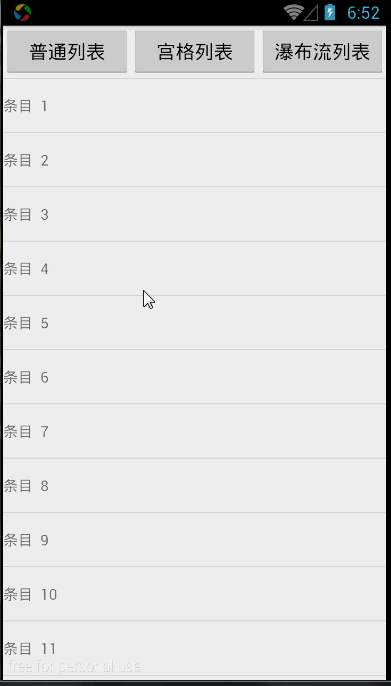 6:52
普通列表 宫格列表 瀑布流列表
条目 1
条目 2
条目 3
条目 4
条目 5
条目 6
条目 7
条目 8
条目 9
条目 10
条目 11
free for personal use